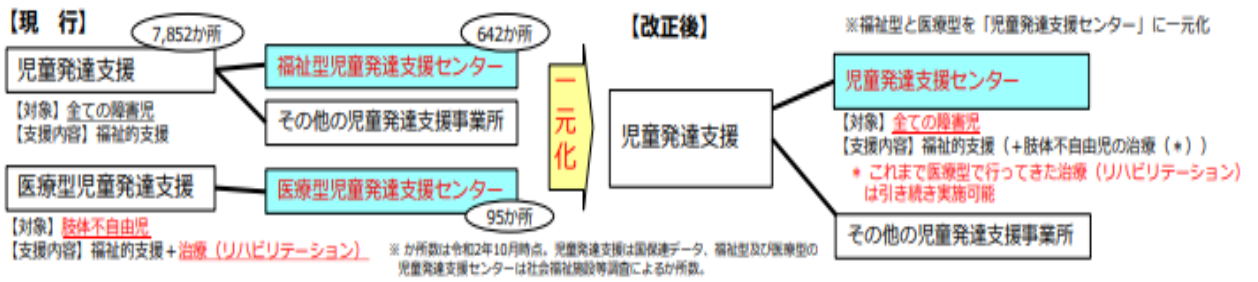 【現　行】
7,852か所
642か所
児童発達支援
福祉型児童発達支援センター
その他の児童発達支援事業所
【対象】全ての障害児
【支援内容】福祉的支援
医療型児童発達支援
医療型児童発達支援センター
95か所
【対象】肢体不自由児
【支援内容】福祉的支援＋治療（リハビリテーション）
※ か所数は令和2年10月時点。児童発達支援は国保連データ、福祉型及び医療型の
児童発達支援センターは社会福祉施設等調査によるか所数。
一元化
【改正後】
※福祉型と医療型を「児童発達支援センター」に一元化
児童発達支援
児童発達支援センター
【対象】全ての障害児
【支援内容】福祉的支援（＋肢体不自由児の治療（*））
* これまで医療型で行ってきた治療（リハビリテーション）
は引き続き実施可能
その他の児童発達支援事業所